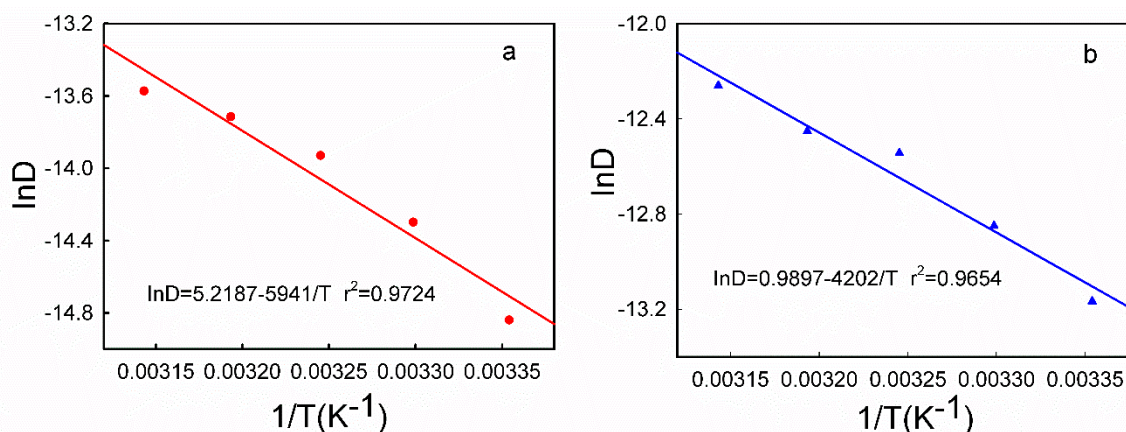 -13.2
-13.6
-14.0
-14.4
-14.8
lnD
a
lnD=5.2187-5941/T r²=0.9724
0.00315 0.00320 0.00325 0.00330 0.00335
1/T(K⁻¹)
-12.0
-12.4
-12.8
-13.2
lnD
b
lnD=0.9897-4202/T r²=0.9654
0.00315 0.00320 0.00325 0.00330 0.00335
1/T(K⁻¹)